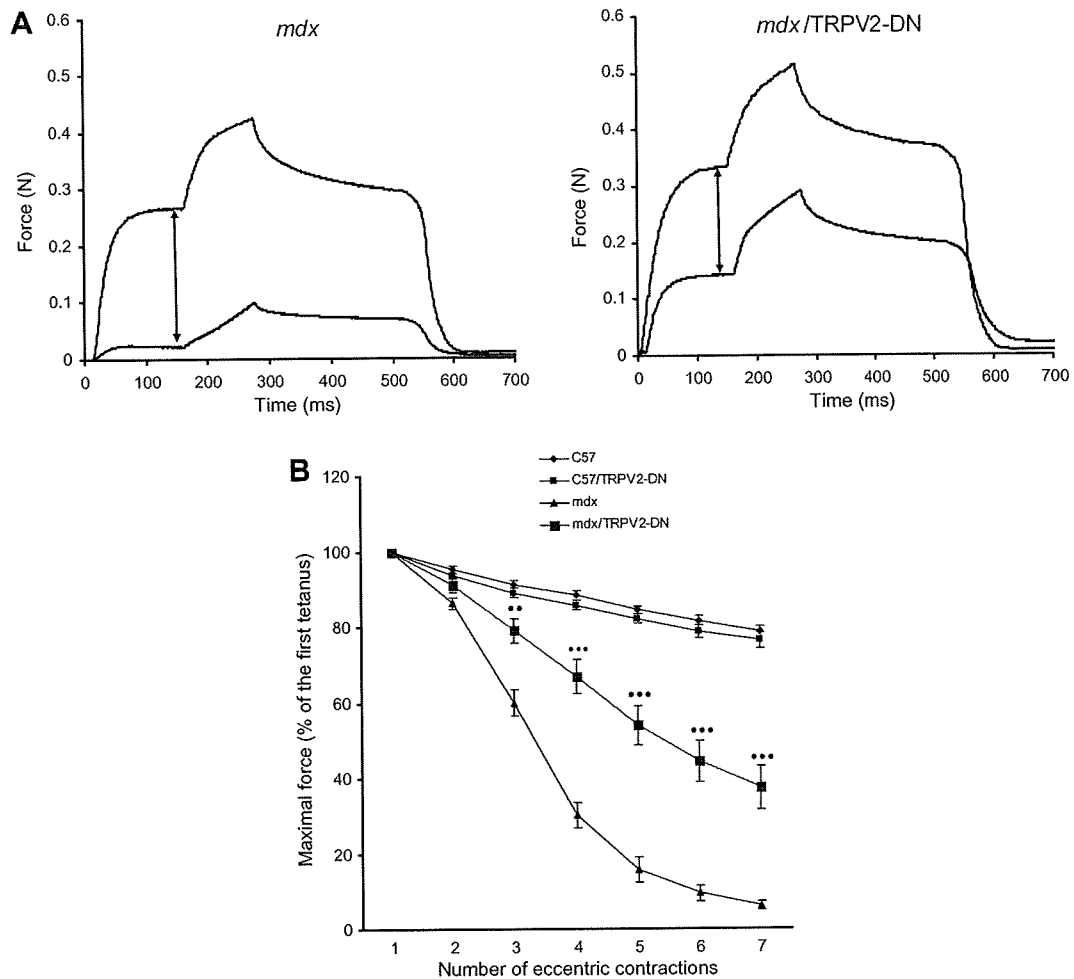 A
mdx
mdx/TRPV2-DN
0.6
0.5
0.4
0.3
0.2
0.1
0
Force (N)
0 100 200 300 400 500 600 700
Time (ms)
0.6
0.5
0.4
0.3
0.2
0.1
0
Force (N)
0 100 200 300 400 500 600 700
Time (ms)
B
C57
C57/TRPV2-DN
mdx
mdx/TRPV2-DN
120
100
80
60
40
20
0
Maximal force (% of the first tetanus)
1 2 3 4 5 6 7
Number of eccentric contractions